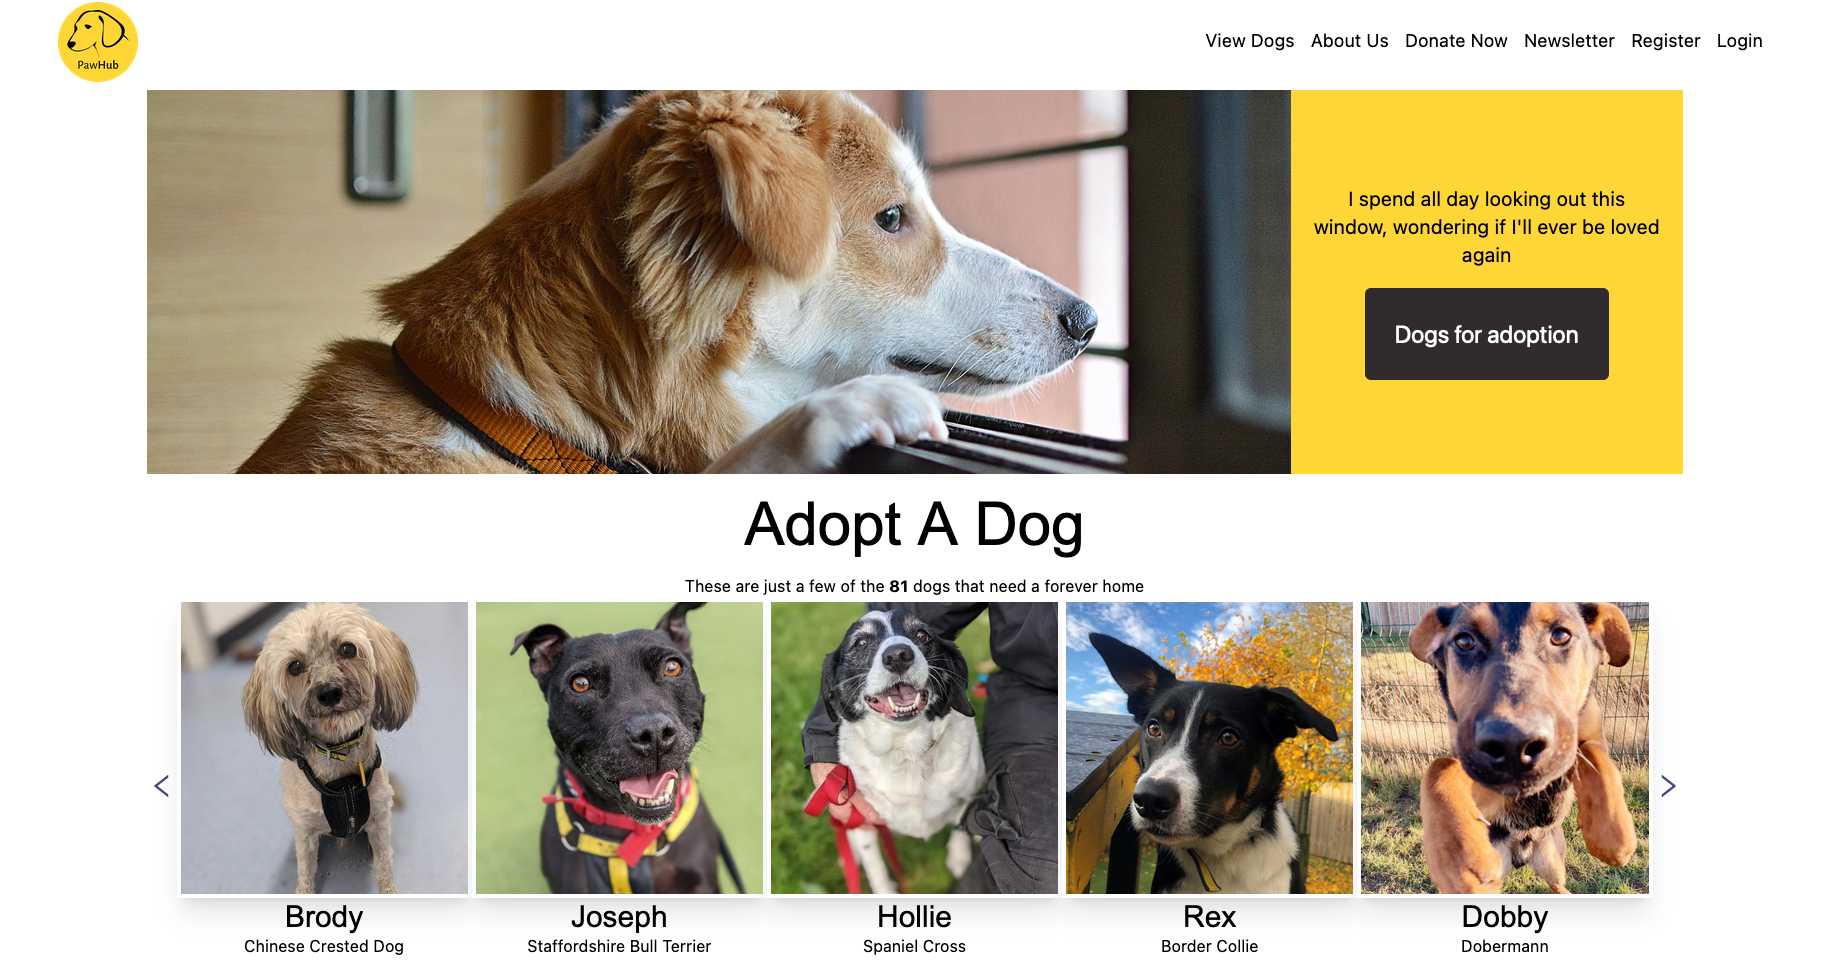 PawHub
View Dogs About Us Donate Now Newsletter Register Login
I spend all day looking out this
window, wondering if I'll ever be loved
again
Dogs for adoption
Adopt A Dog
These are just a few of the 81 dogs that need a forever home
Brody
Chinese Crested Dog
Joseph
Staffordshire Bull Terrier
Hollie
Spaniel Cross
Rex
Border Collie
Dobby
Dobermann